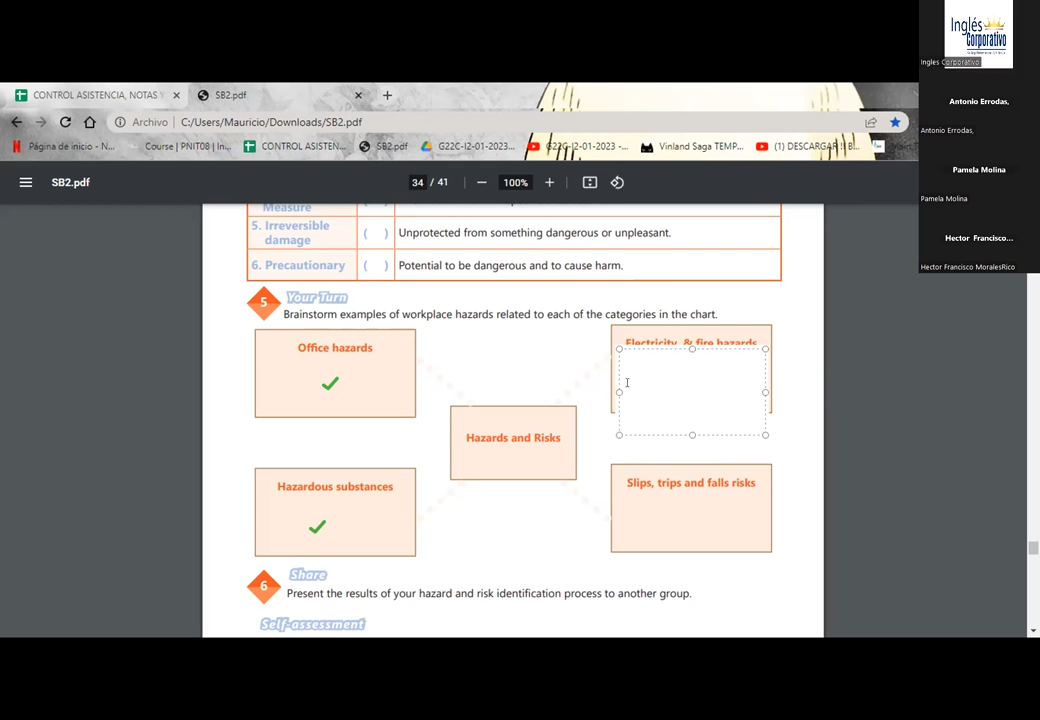 Inglés
Corporativo
Ingles Corporativo
CONTROL ASISTENCIA, NOTAS Y
SB2.pdf
Antonio Errodas,
Antonio Errodas,
Archivo
C:/Users/Mauricio/Downloads/SB2.pdf
Página de inicio - N...
Course | PNIT08 | In...
CONTROL ASISTEN...
SB2.pdf
G22C-I2-01-2023...
G22C-I2-01-2023 -...
Vinland Saga TEMP...
(1) DESCARGAR !! B...
Pamela Molina
Pamela Molina
SB2.pdf
34 / 41
100%
Hector Francisco...
Hector Francisco MoralesRico
Measure ( )
5. Irreversible damage ( ) Unprotected from something dangerous or unpleasant.
6. Precautionary ( ) Potential to be dangerous and to cause harm.
5 Your Turn
Brainstorm examples of workplace hazards related to each of the categories in the chart.
Office hazards
Electricity & fire hazards
Hazards and Risks
Hazardous substances
Slips, trips and falls risks
6 Share
Present the results of your hazard and risk identification process to another group.
Self-assessment